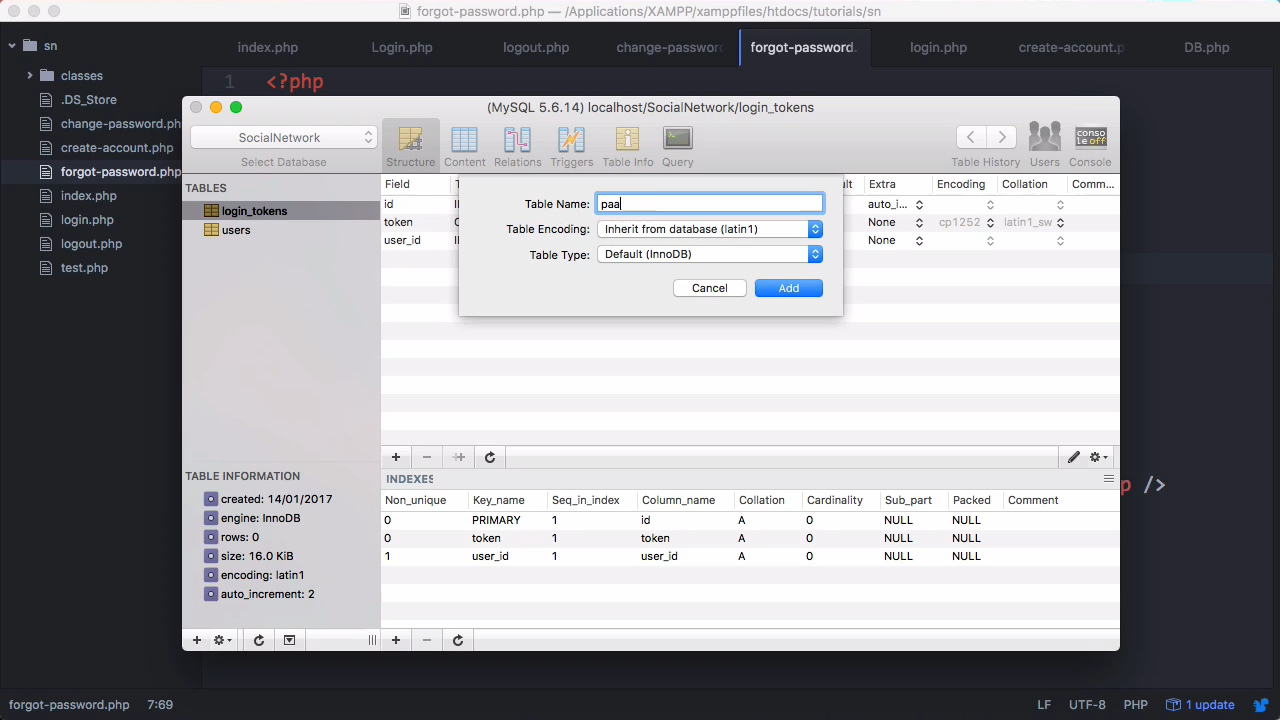 forgot-password.php — /Applications/XAMPP/xamppfiles/htdocs/tutorials/sn
sn
index.php
Login.php
logout.php
change-passwor
forgot-password.
login.php
create-account.p
DB.php
classes
.DS_Store
change-password.ph
create-account.php
forgot-password.php
index.php
login.php
logout.php
test.php
1 <?php
(MySQL 5.6.14) localhost/SocialNetwork/login_tokens
SocialNetwork
Select Database
Structure Content Relations Triggers Table Info Query
conso
le off
Table History Users Console
TABLES
login_tokens
users
Field Extra Encoding Collation Comm...
id auto_i...
token None cp1252 latin1_sw
user_id None
Table Name: paa
Table Encoding: Inherit from database (latin1)
Table Type: Default (InnoDB)
Cancel Add
INDEXES
Non_unique Key_name Seq_in_index Column_name Collation Cardinality Sub_part Packed Comment
0 PRIMARY 1 id A 0 NULL NULL
0 token 1 token A 0 NULL NULL
1 user_id 1 user_id A 0 NULL NULL
TABLE INFORMATION
created: 14/01/2017
engine: InnoDB
rows: 0
size: 16.0 KiB
encoding: latin1
auto_increment: 2
p />
forgot-password.php 7:69
LF UTF-8 PHP 1 update